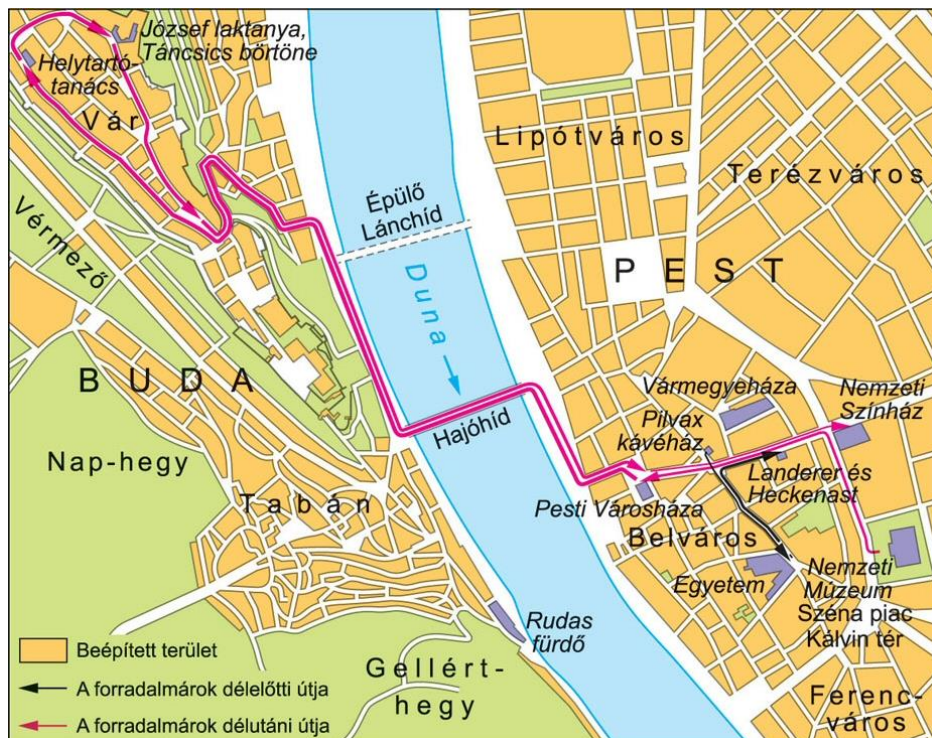 József laktanya,
Táncsics börtöne
Helytartó-
tanács
Vár
Lipótváros
Terézváros
Épülő
Lánchíd
Vérmező
PEST
Duna
BUDA
Vármegyeháza
Nemzeti
Színház
Pilvax
kávéház
Hajóhíd
Nap-hegy
Landerer és
Heckenast
Tabán
Pesti Városháza
Belváros
Egyetem
Nemzeti
Múzeum
Széna piac
Kálvin tér
Rudas
fürdő
Gellért-
hegy
Ferenc-
város
Beépített terület
A forradalmárok délelőtti útja
A forradalmárok délutáni útja